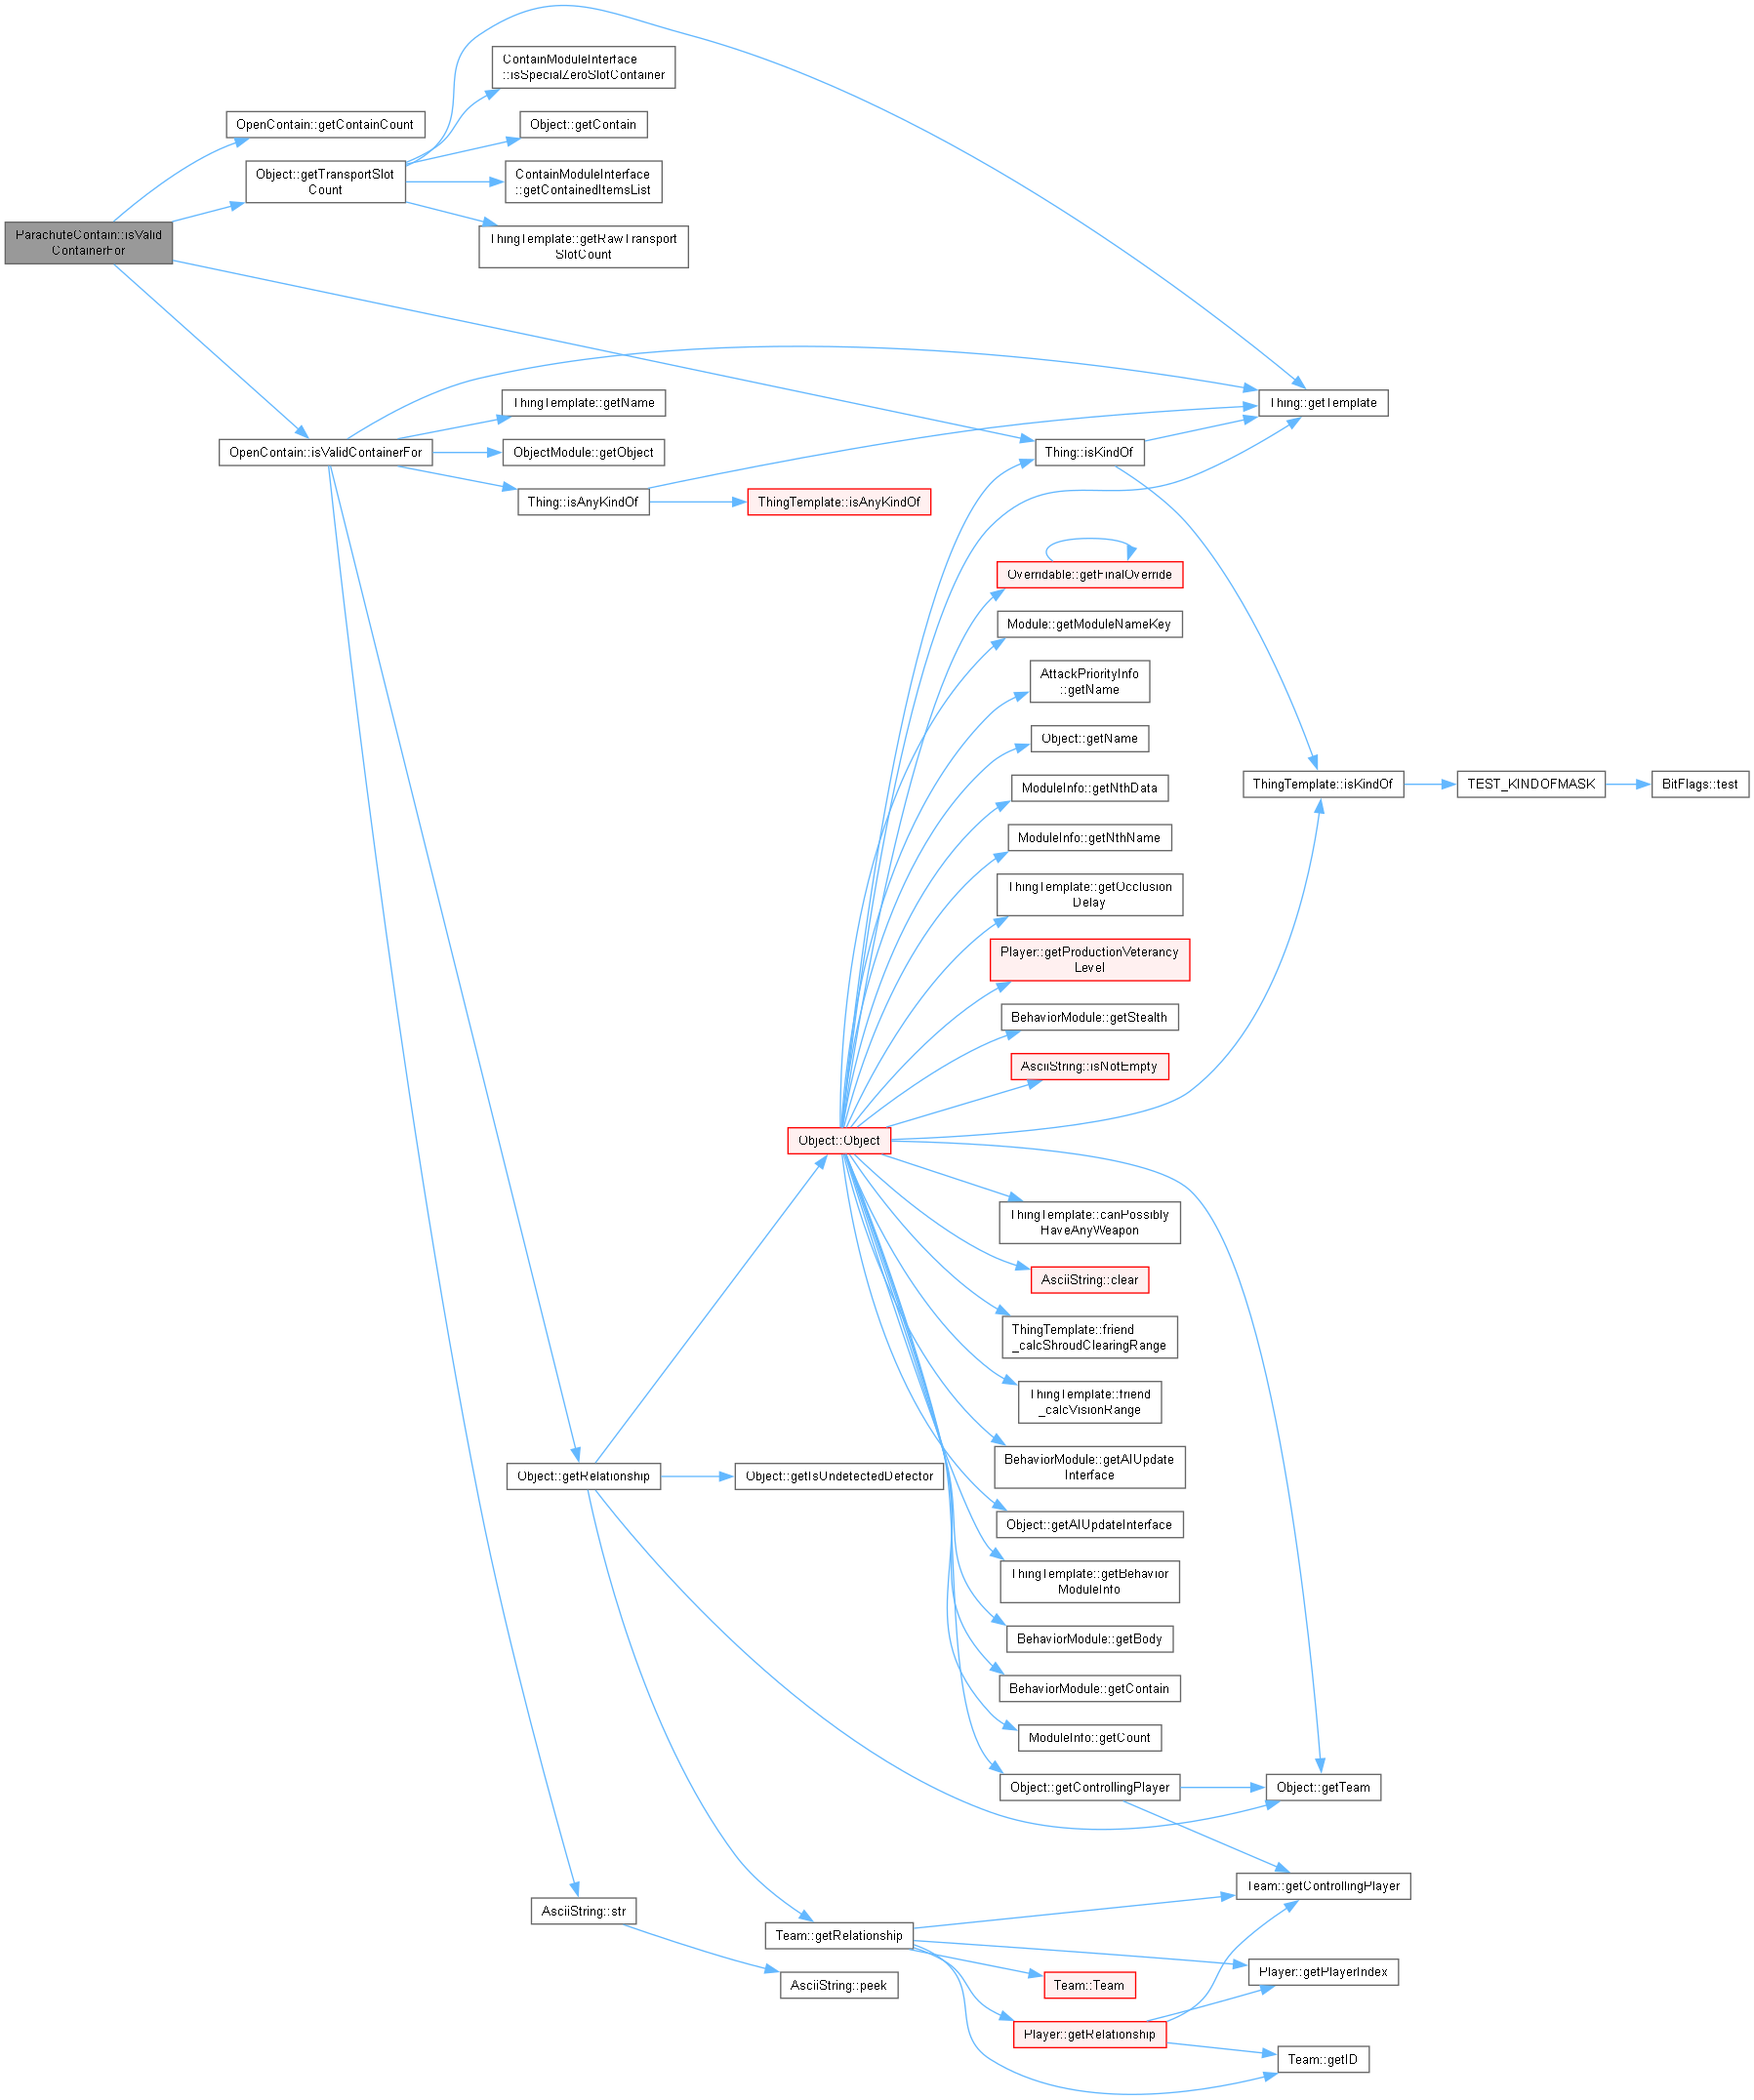 ContainModuleInterface
::isSpecialZeroSlotContainer
OpenContain::getContainCount
Object::getContain
Object::getTransportSlot
Count
ContainModuleInterface
::getContainedItemsList
ParachuteContain::isValid
ContainerFor
ThingTemplate::getRawTransport
SlotCount
ThingTemplate::getName
Thing::getTemplate
OpenContain::isValidContainerFor
ObjectModule::getObject
Thing::isKindOf
Thing::isAnyKindOf
ThingTemplate::isAnyKindOf
Overridable::getFinalOverride
Module::getModuleNameKey
AttackPriorityInfo
::getName
Object::getName
ModuleInfo::getNthData
ThingTemplate::isKindOf
TEST_KINDOFMASK
BitFlags::test
ModuleInfo::getNthName
ThingTemplate::getOcclusion
Delay
Player::getProductionVeterancy
Level
BehaviorModule::getStealth
AsciiString::isNotEmpty
Object::Object
ThingTemplate::canPossibly
HaveAnyWeapon
AsciiString::clear
ThingTemplate::friend
_calcShroudClearingRange
ThingTemplate::friend
_calcVisionRange
BehaviorModule::getAIUpdate
Interface
Object::getRelationship
Object::getIsUndetectedDefector
Object::getAIUpdateInterface
ThingTemplate::getBehavior
ModuleInfo
BehaviorModule::getBody
BehaviorModule::getContain
ModuleInfo::getCount
Object::getControllingPlayer
Object::getTeam
Team::getControllingPlayer
AsciiString::str
Team::getRelationship
Player::getPlayerIndex
AsciiString::peek
Team::Team
Player::getRelationship
Team::getID